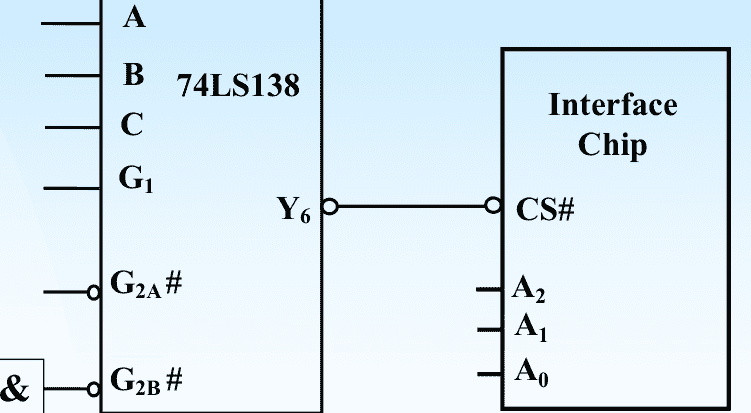 A
B
74LS138
C
G₁
Y₆
G₂A#
G₂B#
&
Interface
Chip
CS#
A₂
A₁
A₀